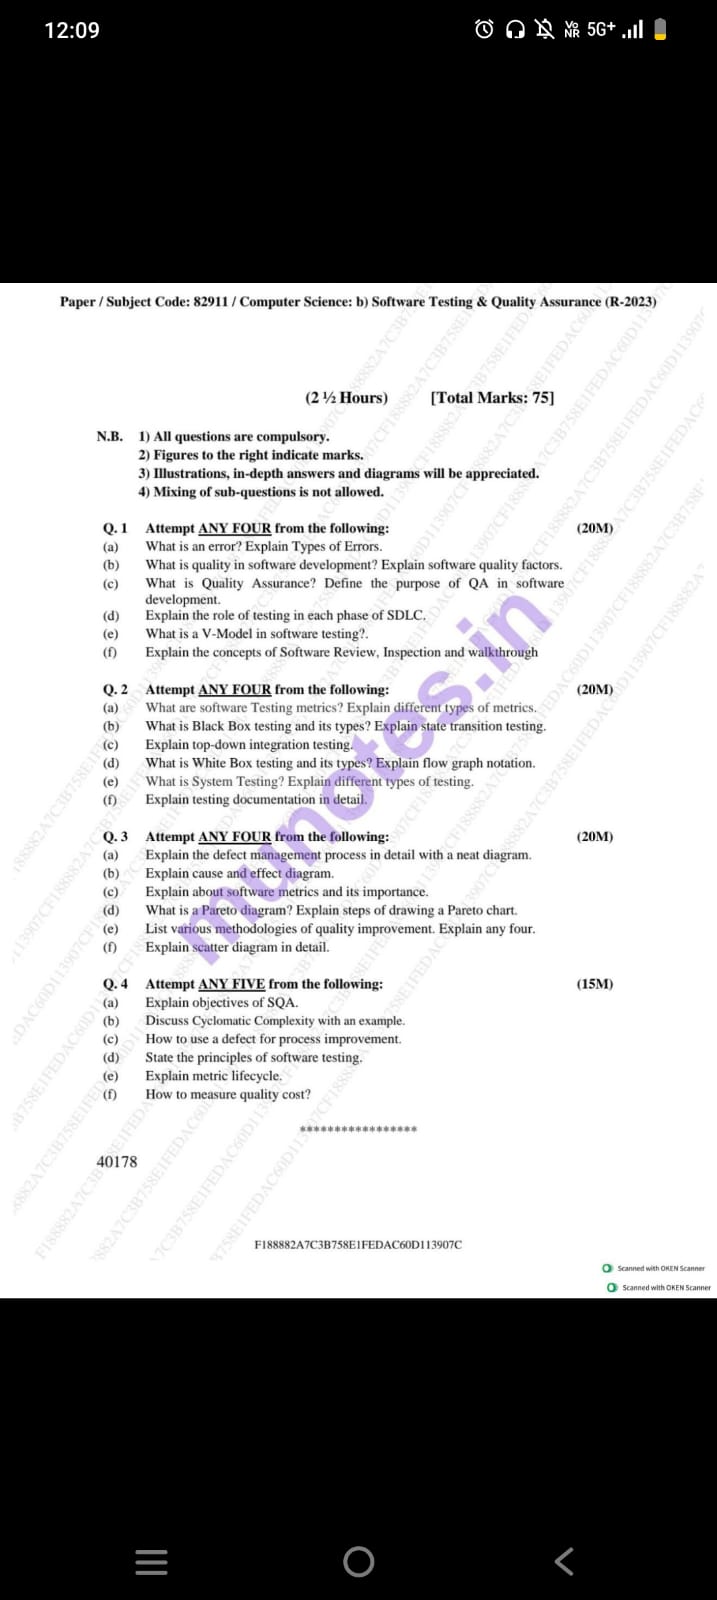 12:09
Vo
NR
5G+
Paper / Subject Code: 82911 / Computer Science: b) Software Testing & Quality Assurance (R-2023)
(2 ½ Hours) [Total Marks: 75]
N.B. 1) All questions are compulsory.
2) Figures to the right indicate marks.
3) Illustrations, in-depth answers and diagrams will be appreciated.
4) Mixing of sub-questions is not allowed.
Q. 1 Attempt ANY FOUR from the following: (20M)
(a) What is an error? Explain Types of Errors.
(b) What is quality in software development? Explain software quality factors.
(c) What is Quality Assurance? Define the purpose of QA in software
development.
(d) Explain the role of testing in each phase of SDLC.
(e) What is a V-Model in software testing?.
(f) Explain the concepts of Software Review, Inspection and walkthrough
Q. 2 Attempt ANY FOUR from the following: (20M)
(a) What are software Testing metrics? Explain different types of metrics.
(b) What is Black Box testing and its types? Explain state transition testing.
(c) Explain top-down integration testing.
(d) What is White Box testing and its types? Explain flow graph notation.
(e) What is System Testing? Explain different types of testing.
(f) Explain testing documentation in detail.
Q. 3 Attempt ANY FOUR from the following: (20M)
(a) Explain the defect management process in detail with a neat diagram.
(b) Explain cause and effect diagram.
(c) Explain about software metrics and its importance.
(d) What is a Pareto diagram? Explain steps of drawing a Pareto chart.
(e) List various methodologies of quality improvement. Explain any four.
(f) Explain scatter diagram in detail.
Q. 4 Attempt ANY FIVE from the following: (15M)
(a) Explain objectives of SQA.
(b) Discuss Cyclomatic Complexity with an example.
(c) How to use a defect for process improvement.
(d) State the principles of software testing.
(e) Explain metric lifecycle.
(f) How to measure quality cost?
*****************
munotes.in
40178
F188882A7C3B758E1FEDAC60D113907C
Scanned with OKEN Scanner
Scanned with OKEN Scanner